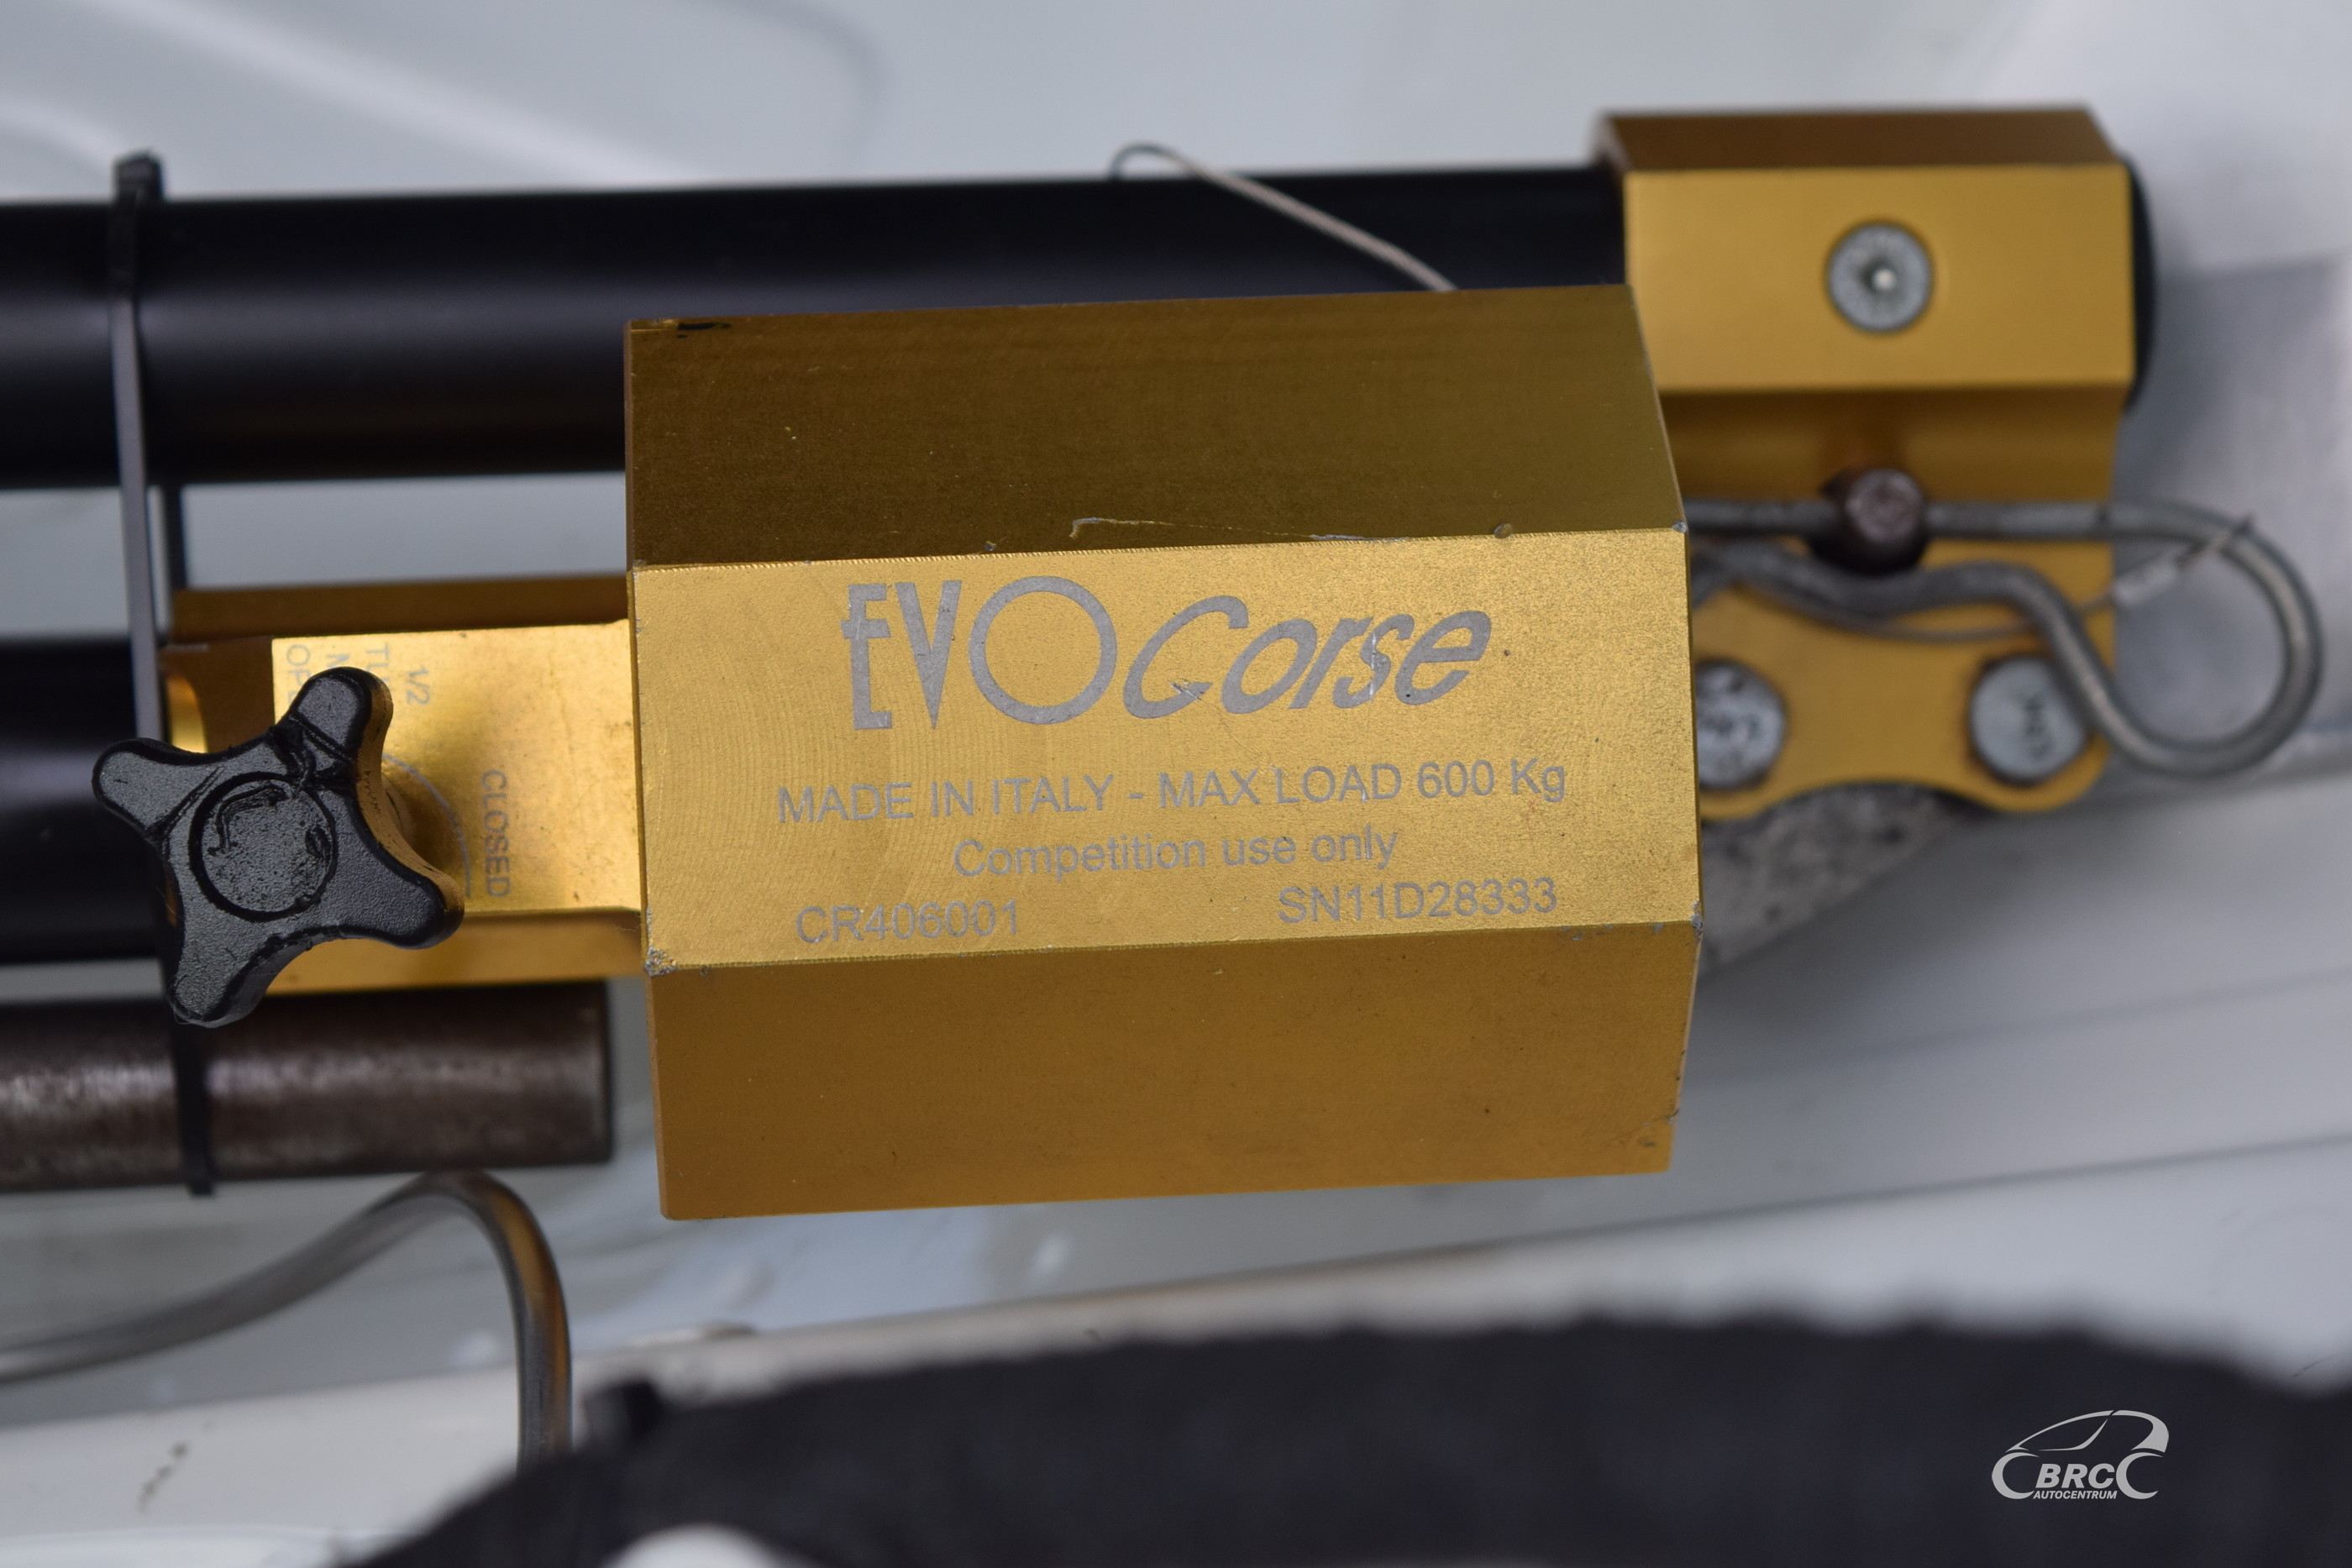 EVOCorse
MADE IN ITALY - MAX LOAD 600 Kg
Competition use only
CR406001 SN11D28333
1/2
CLOSED
BRC
AUTOCENTRUM